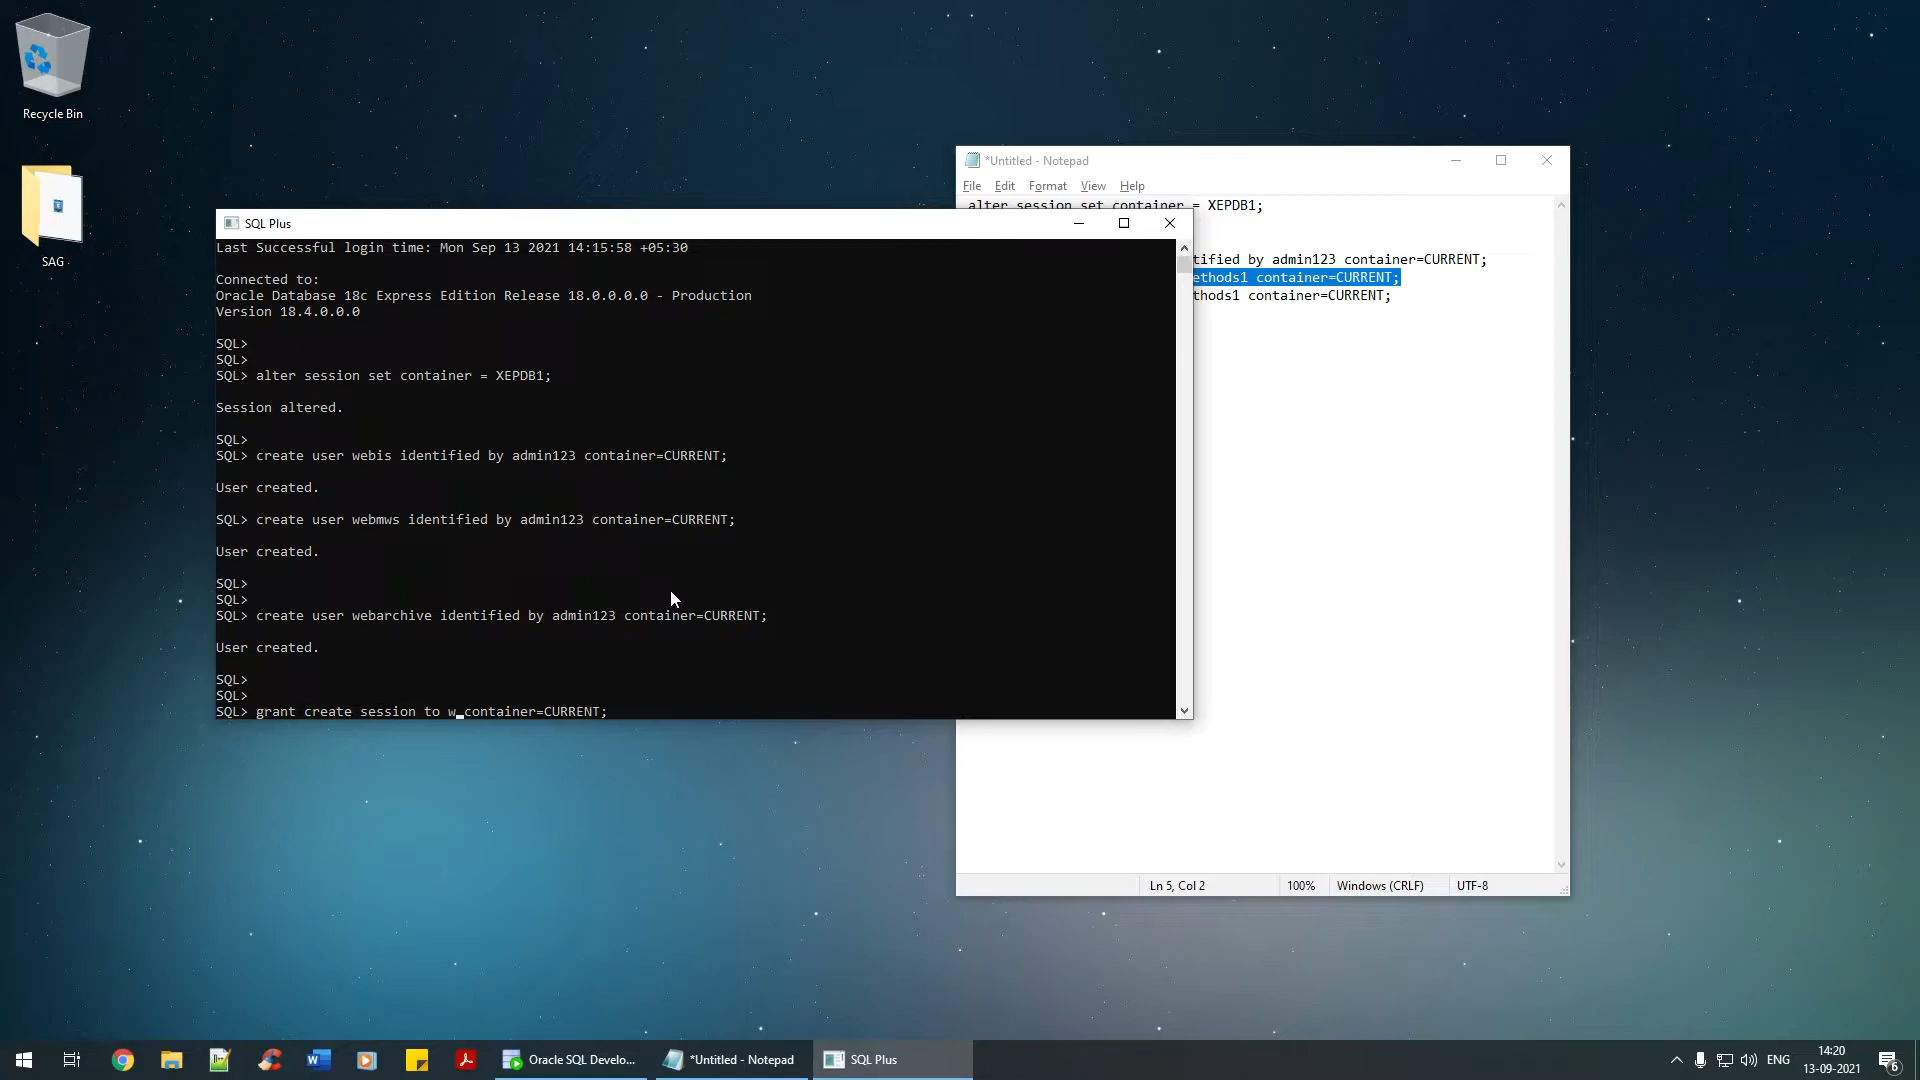 Recycle Bin
SAG
*Untitled - Notepad
File Edit Format View Help
alter session set container = XEPDB1;
tified by admin123 container=CURRENT;
ethods1 container=CURRENT;
thods1 container=CURRENT;
Ln 5, Col 2
100%
Windows (CRLF)
UTF-8
SQL Plus
Last Successful login time: Mon Sep 13 2021 14:15:58 +05:30
Connected to:
Oracle Database 18c Express Edition Release 18.0.0.0.0 - Production
Version 18.4.0.0.0
SQL>
SQL>
SQL> alter session set container = XEPDB1;
Session altered.
SQL>
SQL> create user webis identified by admin123 container=CURRENT;
User created.
SQL> create user webmws identified by admin123 container=CURRENT;
User created.
SQL>
SQL>
SQL> create user webarchive identified by admin123 container=CURRENT;
User created.
SQL>
SQL>
SQL> grant create session to w_container=CURRENT;
Oracle SQL Develo...
*Untitled - Notepad
SQL Plus
ENG
14:20
13-09-2021
6